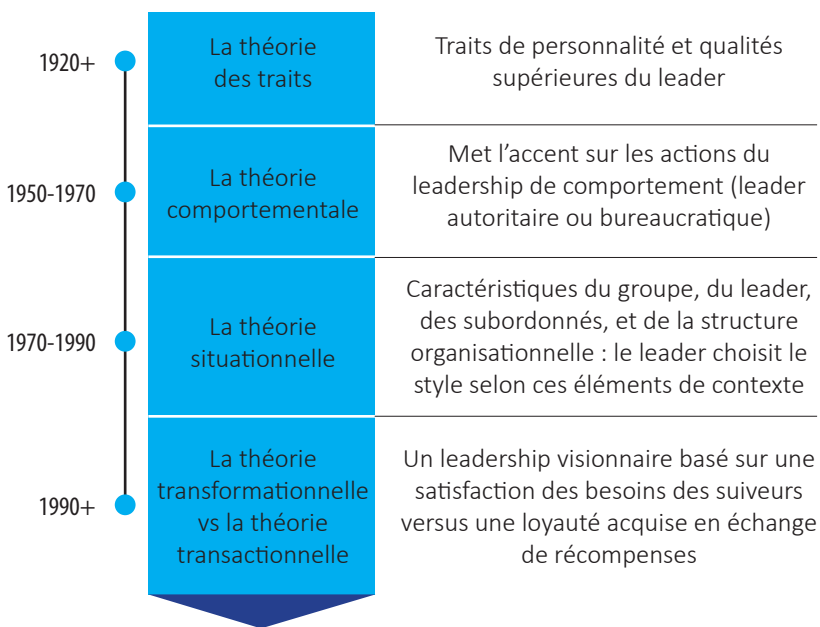 1920+
La théorie
des traits
Traits de personnalité et qualités
supérieures du leader
1950-1970
La théorie
comportementale
Met l’accent sur les actions du
leadership de comportement (leader
autoritaire ou bureaucratique)
1970-1990
La théorie
situationnelle
Caractéristiques du groupe, du leader,
des subordonnés, et de la structure
organisationnelle : le leader choisit le
style selon ces éléments de contexte
1990+
La théorie
transformationnelle
vs la théorie
transactionnelle
Un leadership visionnaire basé sur une
satisfaction des besoins des suiveurs
versus une loyauté acquise en échange
de récompenses